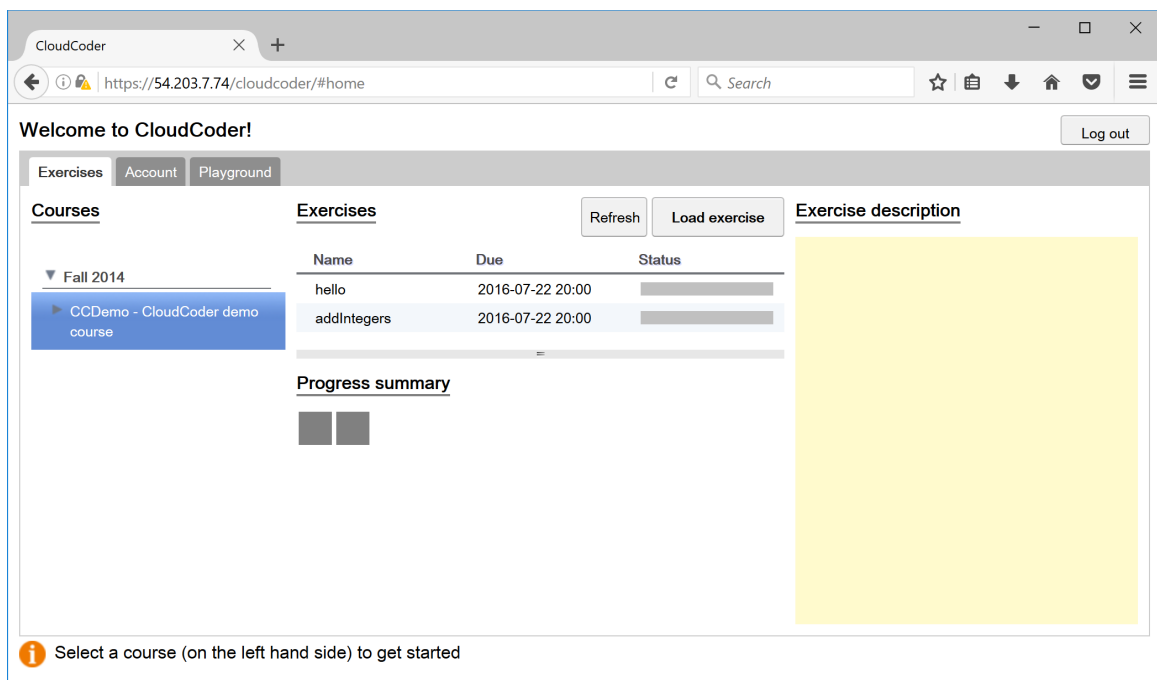 CloudCoder
https://54.203.7.74/cloudcoder/#home
Search
Welcome to CloudCoder!
Log out
Exercises Account Playground
Courses
Fall 2014
CCDemo - CloudCoder demo
course
Exercises
Refresh Load exercise
Name Due Status
hello 2016-07-22 20:00
addIntegers 2016-07-22 20:00
Progress summary
Exercise description
Select a course (on the left hand side) to get started